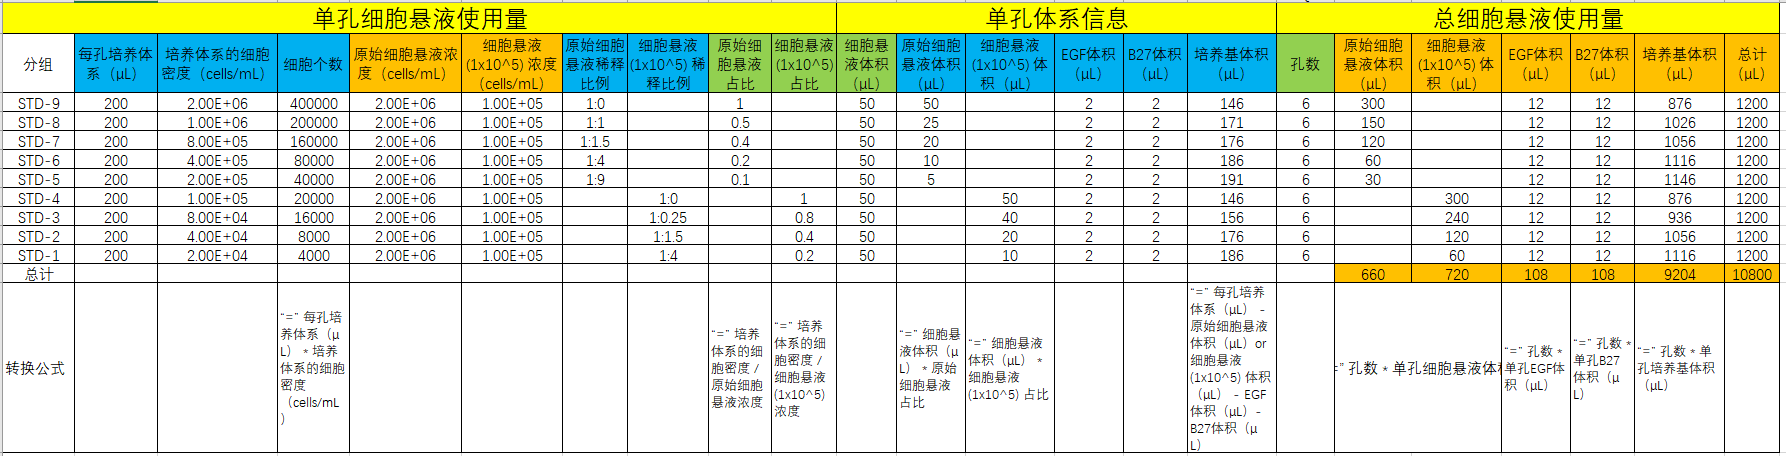 单孔细胞悬液使用量 单孔体系信息 总细胞悬液使用量
分组 每孔培养体系（μL） 培养体系的细胞密度（cells/mL） 细胞个数 原始细胞悬液浓度（cells/mL） 细胞悬液(1x10^5) 浓度（cells/mL） 原始细胞悬液稀释比例 细胞悬液(1x10^5) 稀释比例 原始细胞悬液占比 细胞悬液(1x10^5) 占比 细胞悬液体积（μL） 原始细胞悬液体积（μL） 细胞悬液(1x10^5) 体积（μL） EGF体积（μL） B27体积（μL） 培养基体积（μL） 孔数 原始细胞悬液体积（μL） 细胞悬液(1x10^5) 体积（μL） EGF体积（μL） B27体积（μL） 培养基体积（μL） 总计（μL）
STD-9 200 2.00E+06 400000 2.00E+06 1.00E+05 1:0 1 50 50 2 2 146 6 300 12 12 876 1200
STD-8 200 1.00E+06 200000 2.00E+06 1.00E+05 1:1 0.5 50 25 2 2 171 6 150 12 12 1026 1200
STD-7 200 8.00E+05 160000 2.00E+06 1.00E+05 1:1.5 0.4 50 20 2 2 176 6 120 12 12 1056 1200
STD-6 200 4.00E+05 80000 2.00E+06 1.00E+05 1:4 0.2 50 10 2 2 186 6 60 12 12 1116 1200
STD-5 200 2.00E+05 40000 2.00E+06 1.00E+05 1:9 0.1 50 5 2 2 191 6 30 12 12 1146 1200
STD-4 200 1.00E+05 20000 2.00E+06 1.00E+05 1:0 1 50 50 2 2 146 6 300 12 12 876 1200
STD-3 200 8.00E+04 16000 2.00E+06 1.00E+05 1:0.25 0.8 50 40 2 2 156 6 240 12 12 936 1200
STD-2 200 4.00E+04 8000 2.00E+06 1.00E+05 1:1.5 0.4 50 20 2 2 176 6 120 12 12 1056 1200
STD-1 200 2.00E+04 4000 2.00E+06 1.00E+05 1:4 0.2 50 10 2 2 186 6 60 12 12 1116 1200
总计 660 720 108 108 9204 10800
转换公式 “=” 每孔培养体系（μL）* 培养体系的细胞密度（cells/mL） “=” 培养体系的细胞密度 / 原始细胞悬液浓度 “=” 培养体系的细胞密度 / 细胞悬液(1x10^5) 浓度 “=” 细胞悬液体积（μL）* 原始细胞悬液占比 “=” 细胞悬液体积（μL） * 细胞悬液(1x10^5) 占比 “=” 每孔培养体系（μL） - 原始细胞悬液体积（μL）or 细胞悬液(1x10^5) 体积（μL） - EGF体积（μL）- B27体积（μL） =” 孔数 * 单孔细胞悬液体 “=” 孔数 * 单孔EGF体积（μL） “=” 孔数 * 单孔B27体积（μL） “=” 孔数 * 单孔培养基体积（μL）